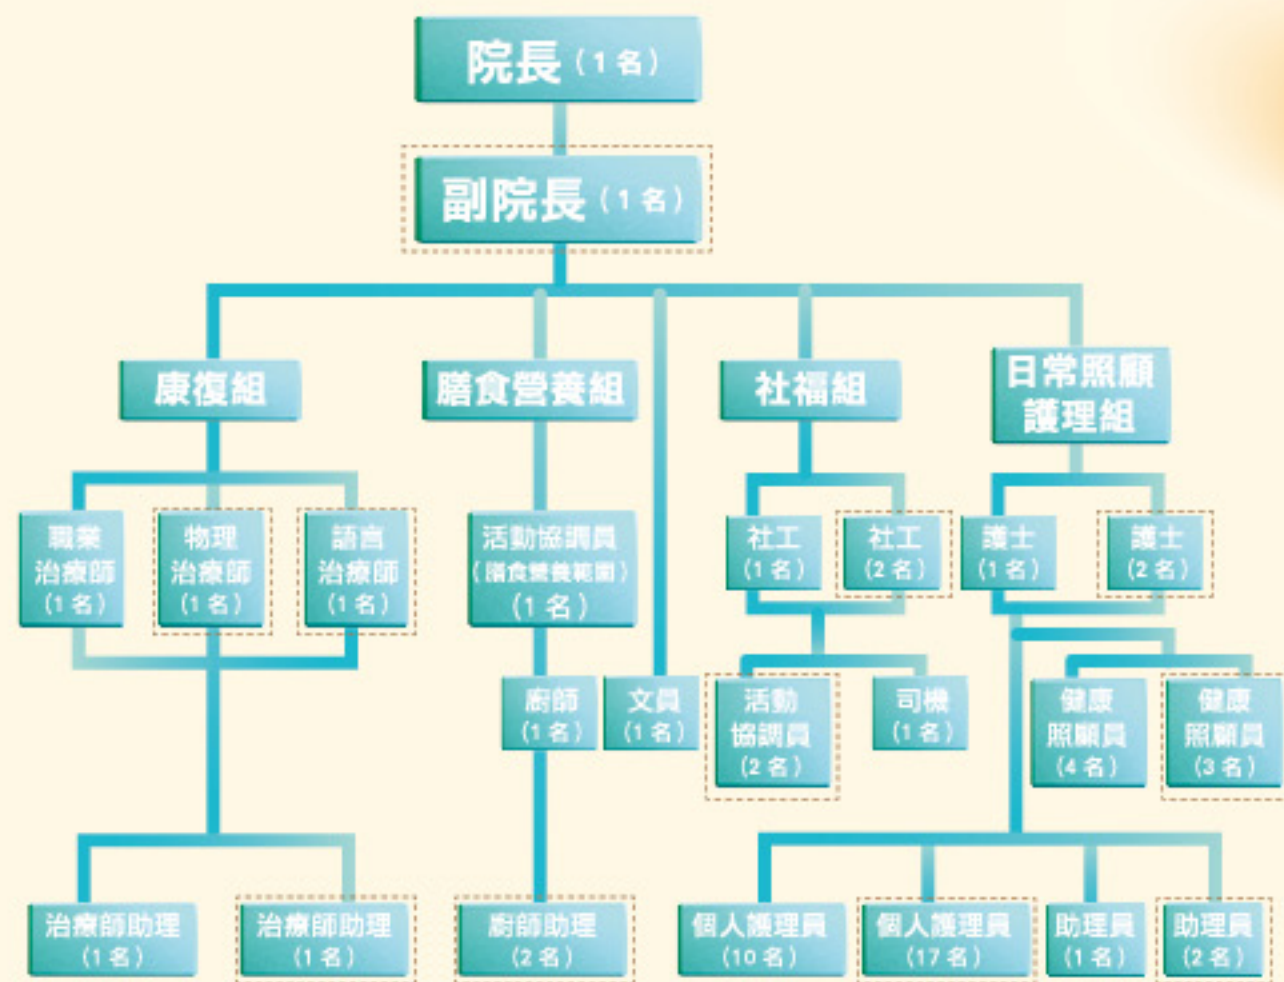 院長（1 名）
副院長（1 名）
康復組
膳食營養組
社福組
日常照顧
護理組
職業
治療師
（1 名）
物理
治療師
（1 名）
語言
治療師
（1 名）
活動協調員
（膳食營養範圍）
（1 名）
社工
（1 名）
社工
（2 名）
護士
（1 名）
護士
（2 名）
廚師
（1 名）
文員
（1 名）
活動
協調員
（2 名）
司機
（1 名）
健康
照顧員
（4 名）
健康
照顧員
（3 名）
治療師助理
（1 名）
治療師助理
（1 名）
廚師助理
（2 名）
個人護理員
（10 名）
個人護理員
（17 名）
助理員
（1 名）
助理員
（2 名）